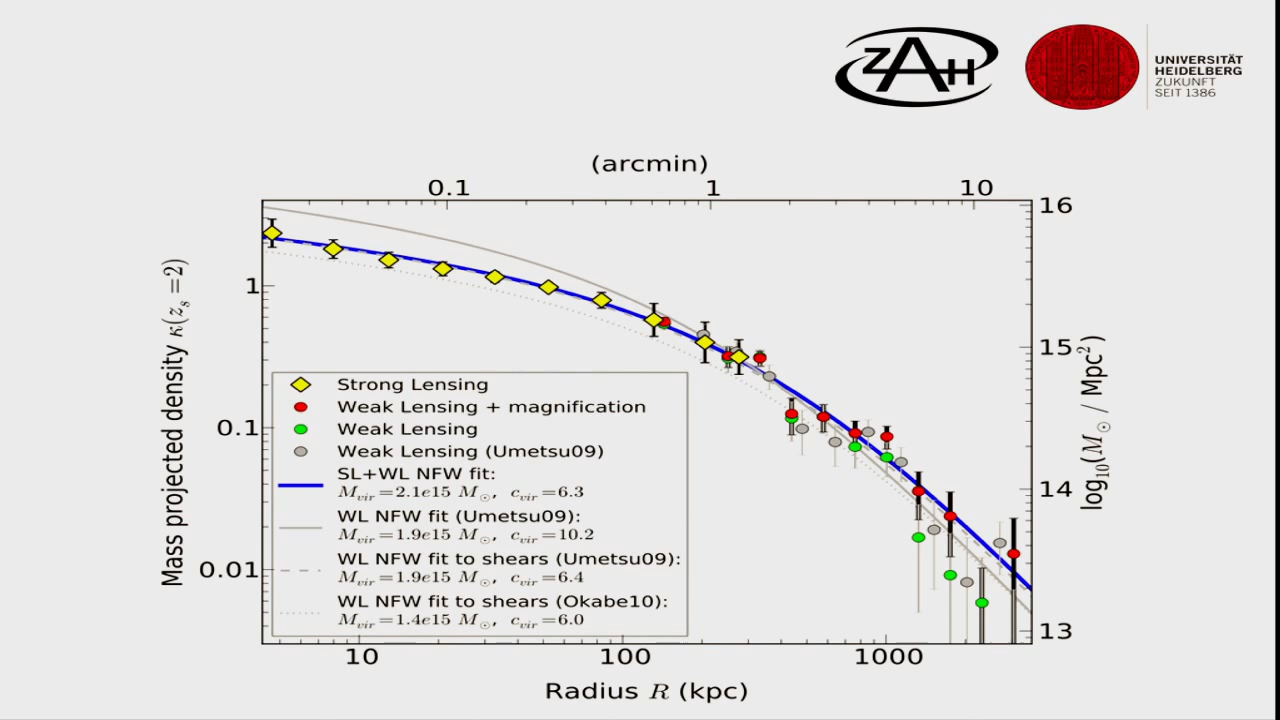 ZAH
UNIVERSITÄT
HEIDELBERG
ZUKUNFT
SEIT 1386
(arcmin)
0.1 1 10
Mass projected density κ(z_s=2)
1
0.1
0.01
16
15
14
13
log₁₀(M☉ / Mpc²)
Strong Lensing
Weak Lensing + magnification
Weak Lensing
Weak Lensing (Umetsu09)
SL+WL NFW fit:
M_vir=2.1e15 M☉, c_vir=6.3
WL NFW fit (Umetsu09):
M_vir=1.9e15 M☉, c_vir=10.2
WL NFW fit to shears (Umetsu09):
M_vir=1.9e15 M☉, c_vir=6.4
WL NFW fit to shears (Okabe10):
M_vir=1.4e15 M☉, c_vir=6.0
10 100 1000
Radius R (kpc)